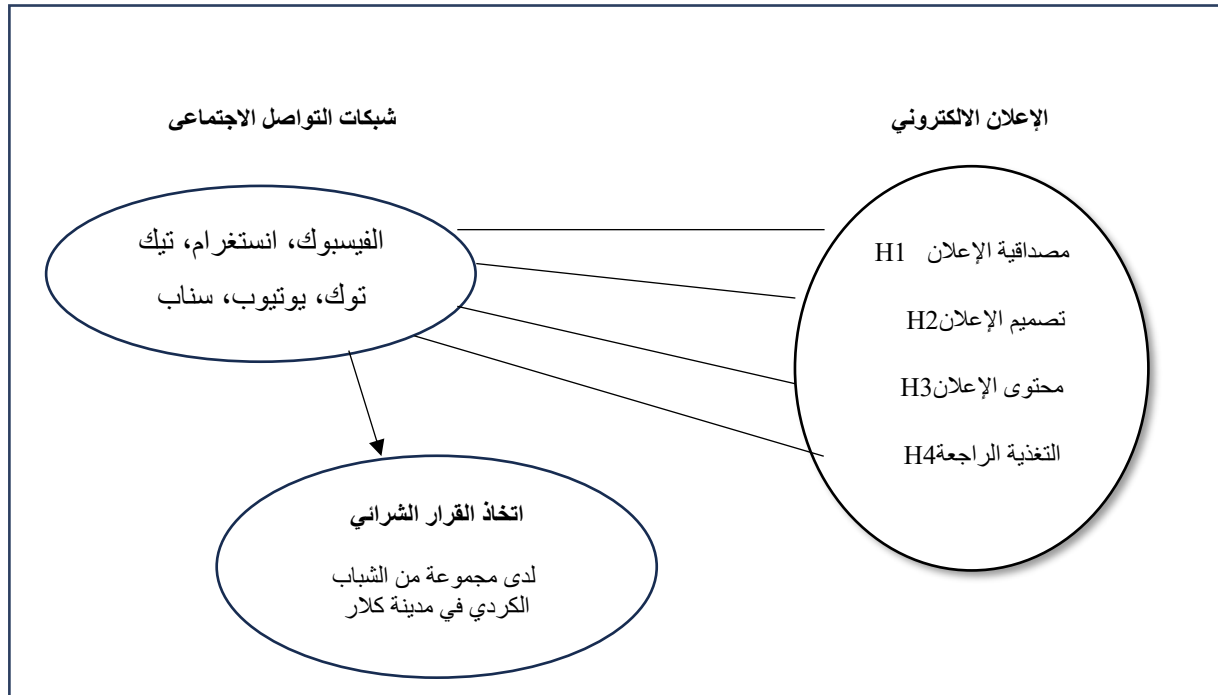 الإعلان الالكتروني
مصداقية الإعلان H1
تصميم الإعلانH2
محتوى الإعلانH3
التغذية الراجعةH4
شبكات التواصل الاجتماعى
الفيسبوك، انستغرام، تيك
توك، يوتيوب، سناب
اتخاذ القرار الشرائي
لدى مجموعة من الشباب
الكردي في مدينة كلار